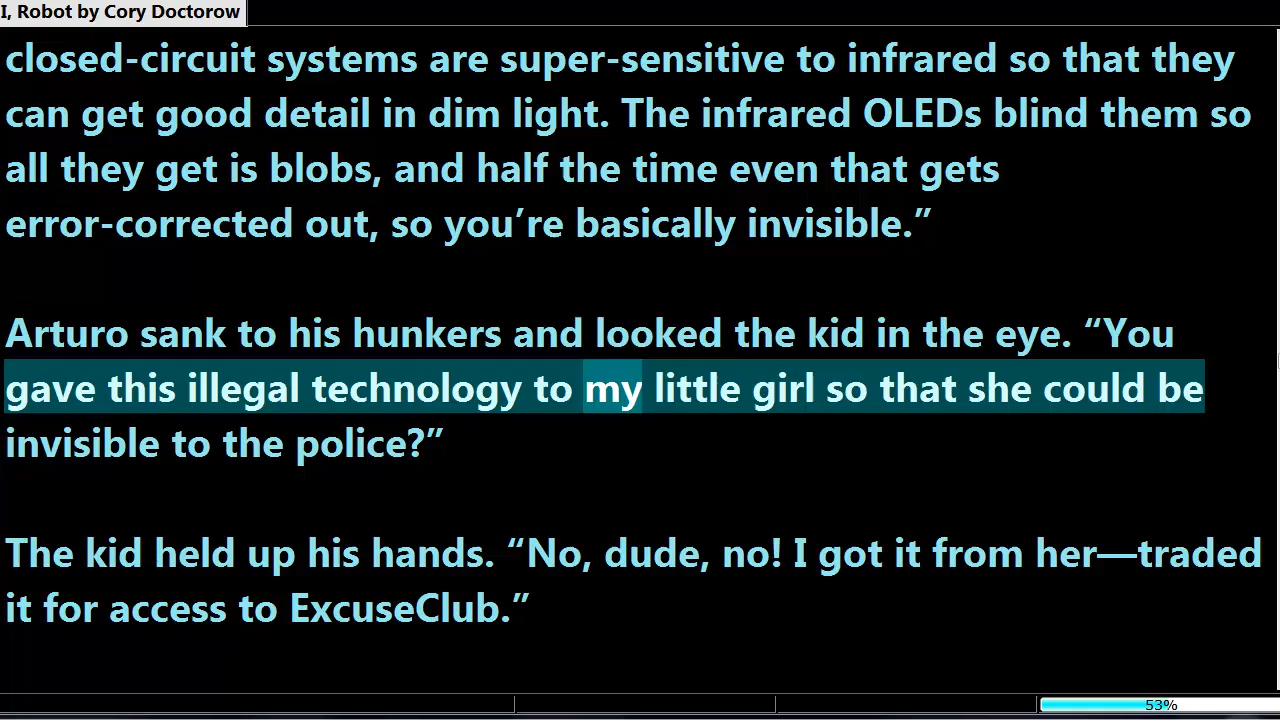 I, Robot by Cory Doctorow
closed-circuit systems are super-sensitive to infrared so that they
can get good detail in dim light. The infrared OLEDs blind them so
all they get is blobs, and half the time even that gets
error-corrected out, so you’re basically invisible.”
Arturo sank to his hunkers and looked the kid in the eye. “You
gave this illegal technology to my little girl so that she could be
invisible to the police?”
The kid held up his hands. “No, dude, no! I got it from her—traded
it for access to ExcuseClub.”
53%